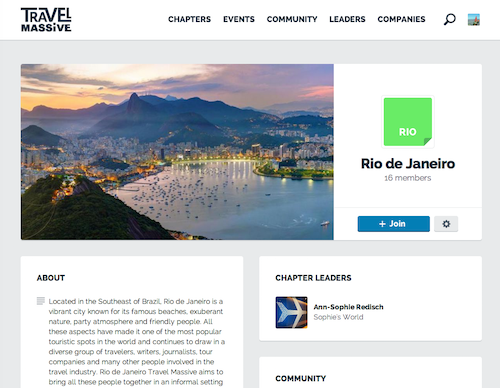 TRAVEL
MASSIVE
CHAPTERS EVENTS COMMUNITY LEADERS COMPANIES
RIO
Rio de Janeiro
16 members
+ Join
ABOUT
Located in the Southeast of Brazil, Rio de Janeiro is a
vibrant city known for its famous beaches, exuberant
nature, party atmosphere and friendly people. All
these aspects have made it one of the most popular
touristic spots in the world and continues to draw in a
diverse group of travelers, writers, journalists, tour
companies and many other people involved in the
travel industry. Rio de Janeiro Travel Massive aims to
bring all these people together in an informal setting
CHAPTER LEADERS
Ann-Sophie Redisch
Sophie's World
COMMUNITY